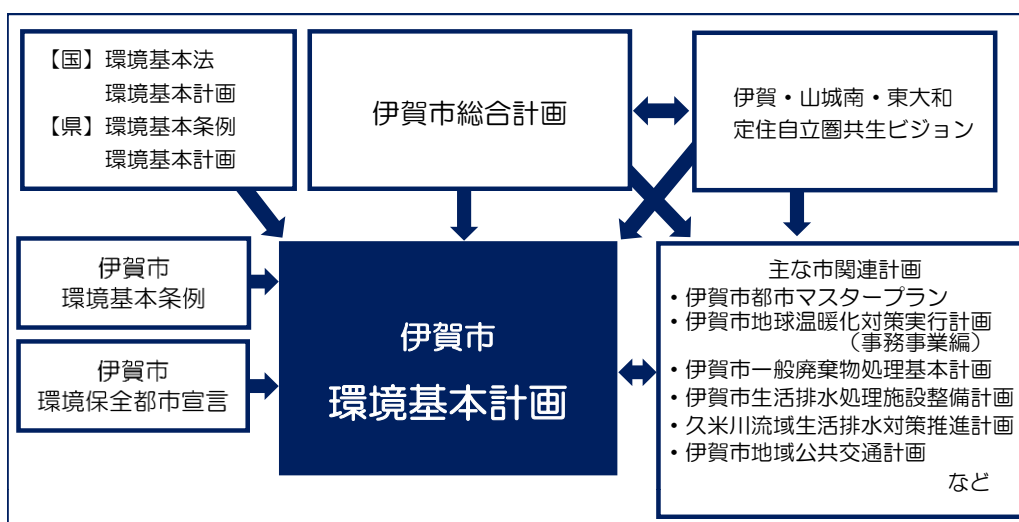 【国】環境基本法
環境基本計画
【県】環境基本条例
環境基本計画
伊賀市総合計画
伊賀・山城南・東大和
定住自立圏共生ビジョン
伊賀市
環境基本条例
伊賀市
環境保全都市宣言
伊賀市
環境基本計画
主な市関連計画
・伊賀市都市マスタープラン
・伊賀市地球温暖化対策実行計画
（事務事業編）
・伊賀市一般廃棄物処理基本計画
・伊賀市生活排水処理施設整備計画
・久米川流域生活排水対策推進計画
・伊賀市地域公共交通計画
など